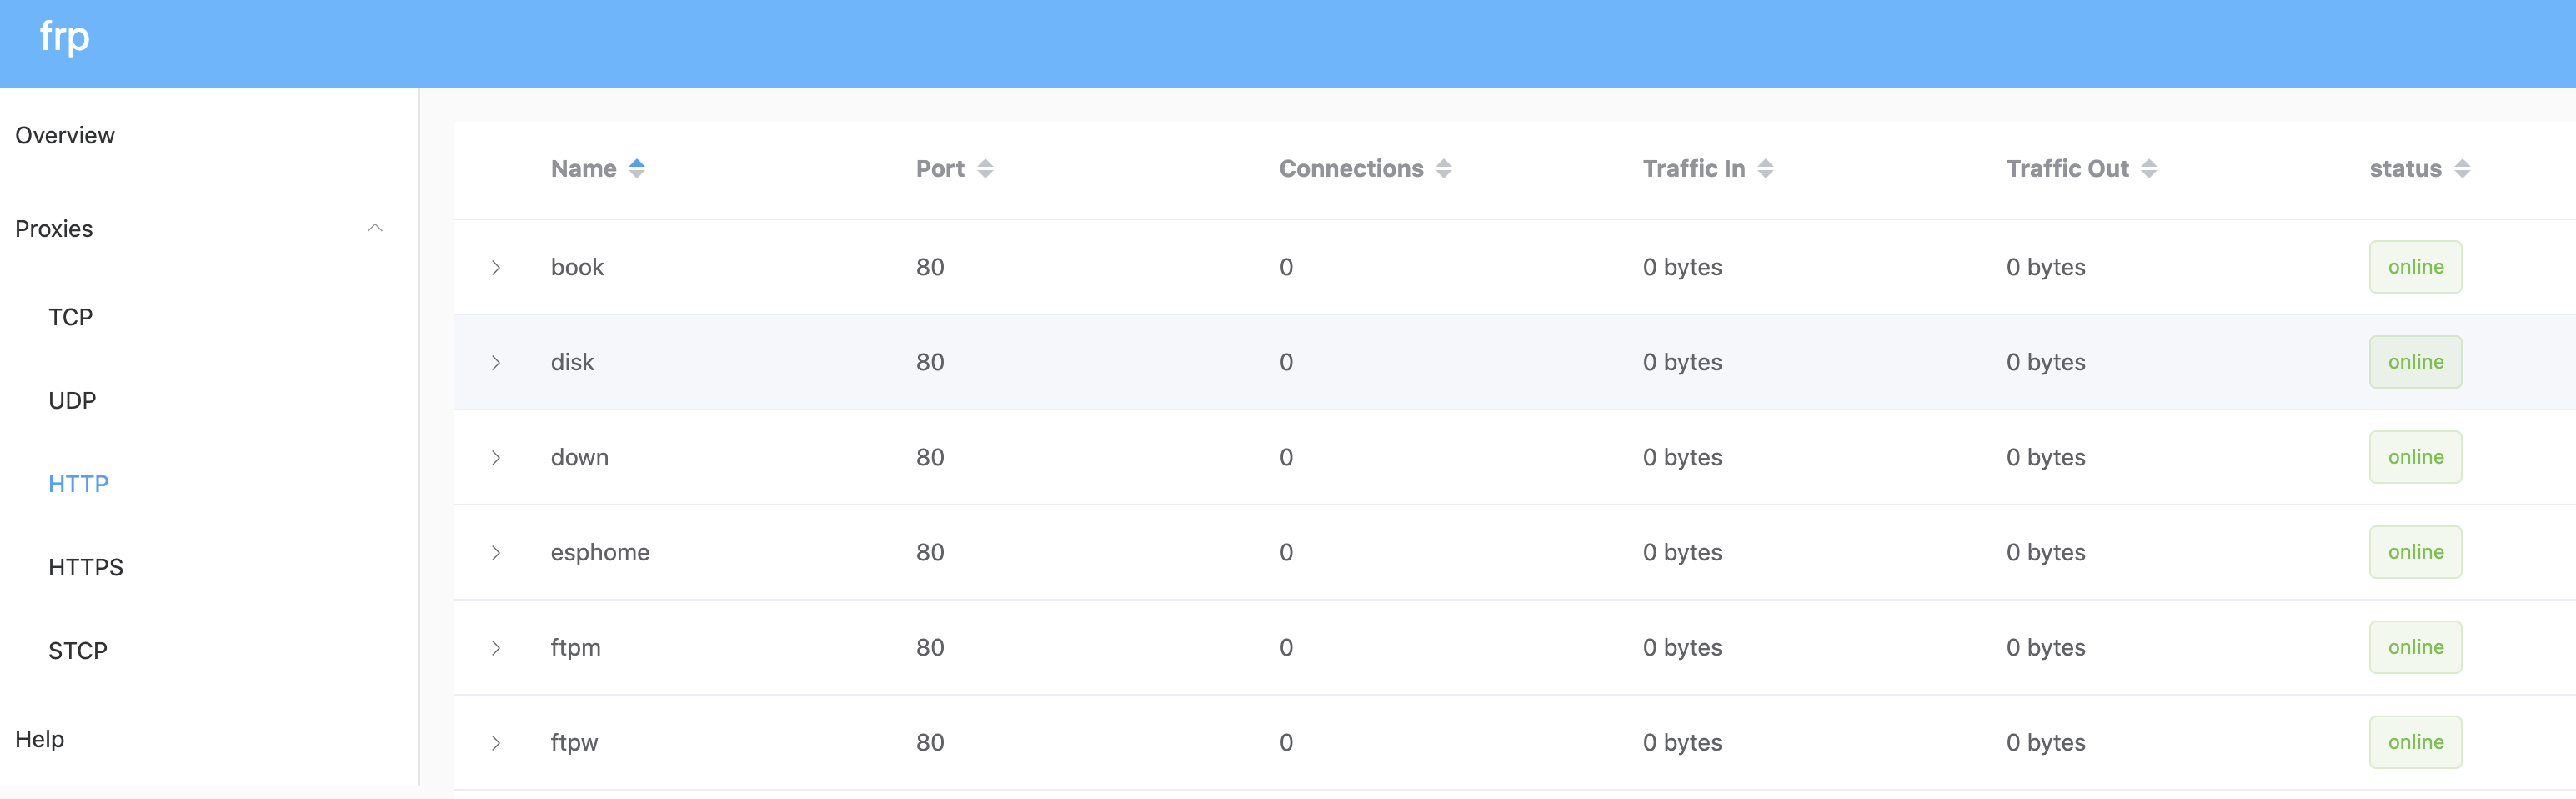 frp
Overview
Proxies
TCP
UDP
HTTP
HTTPS
STCP
Help
Name Port Connections Traffic In Traffic Out status
book 80 0 0 bytes 0 bytes online
disk 80 0 0 bytes 0 bytes online
down 80 0 0 bytes 0 bytes online
esphome 80 0 0 bytes 0 bytes online
ftpm 80 0 0 bytes 0 bytes online
ftpw 80 0 0 bytes 0 bytes online